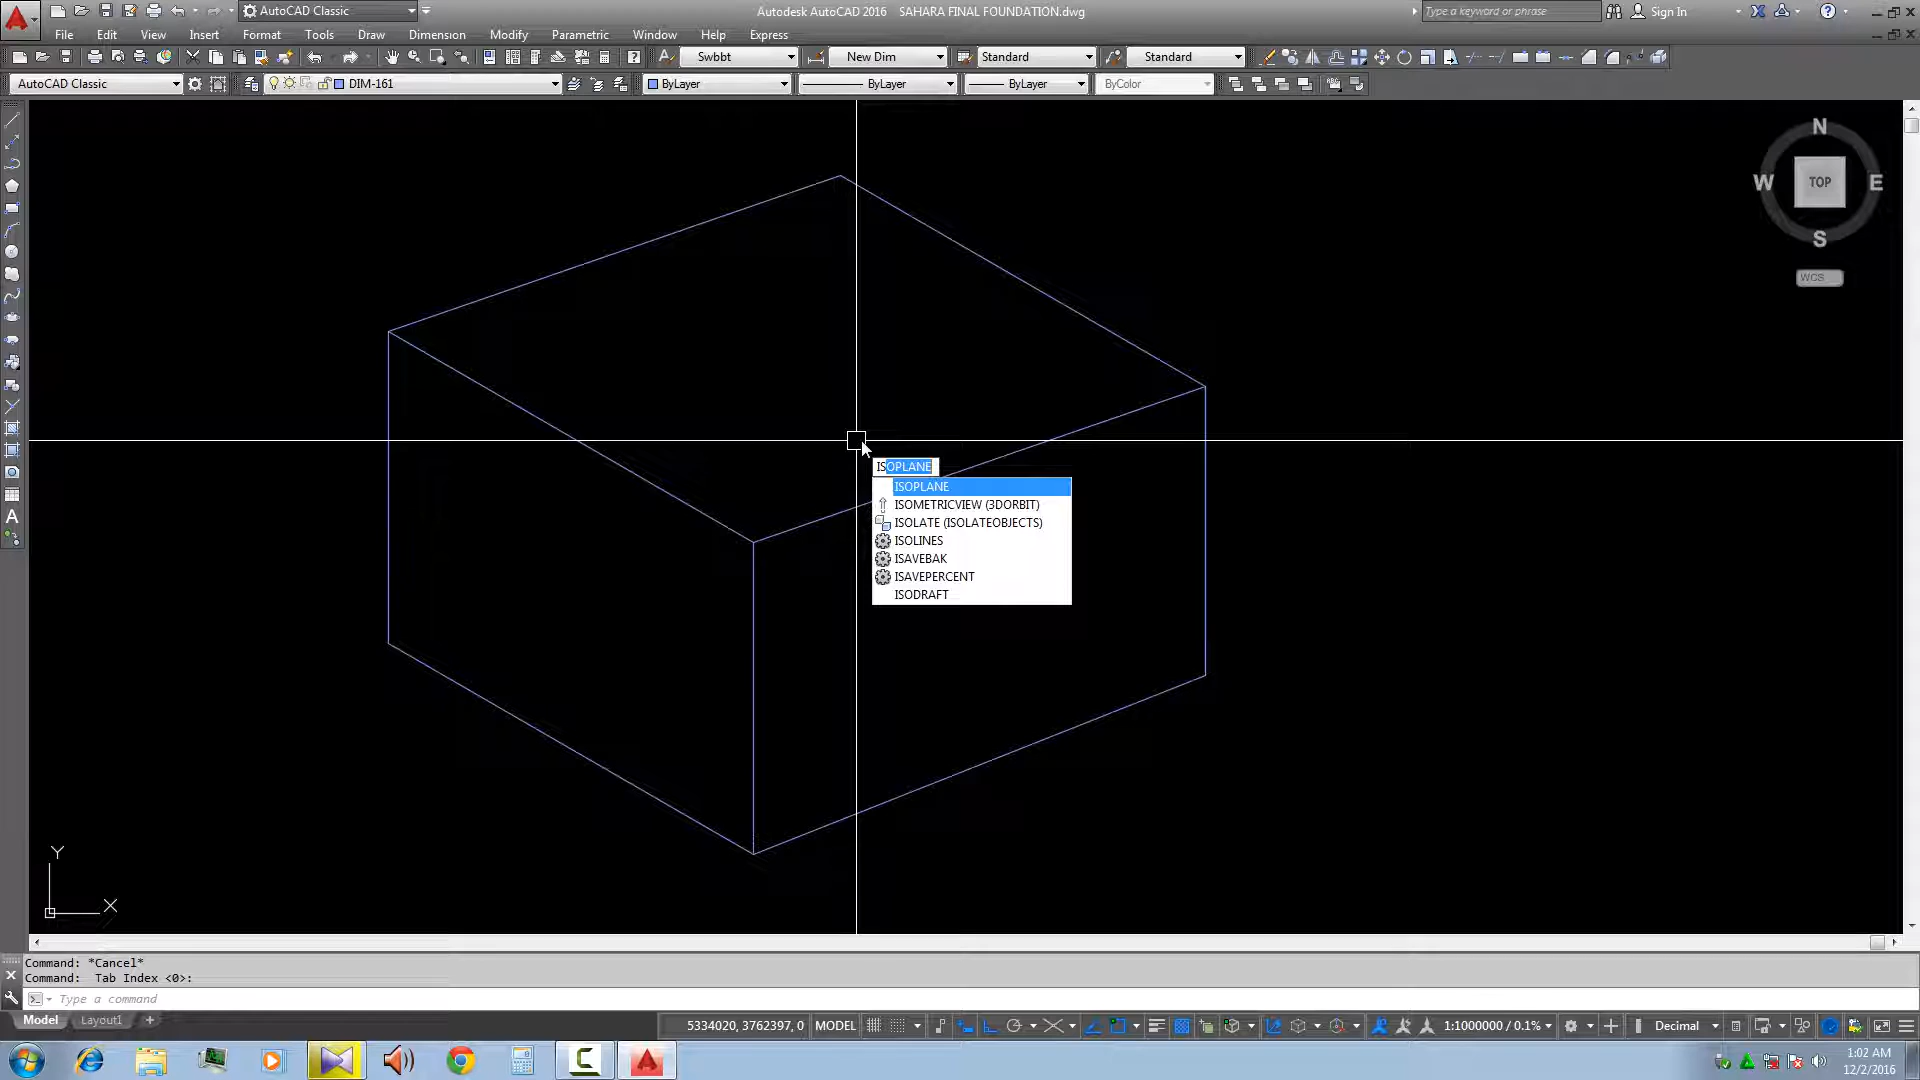 AutoCAD Classic
Autodesk AutoCAD 2016 SAHARA FINAL FOUNDATION.dwg
Type a keyword or phrase
Sign In
File Edit View Insert Format Tools Draw Dimension Modify Parametric Window Help Express
Swbbt
New Dim
Standard
Standard
AutoCAD Classic
DIM-161
ByLayer
ByLayer
ByLayer
ByColor
N
W
TOP
E
S
WCS
ISOPLANE
ISOPLANE
ISOMETRICVIEW (3DORBIT)
ISOLATE (ISOLATEOBJECTS)
ISOLINES
ISAVEBAK
ISAVEPERCENT
ISODRAFT
Y
X
Command: *Cancel*
Command: Tab Index <0>:
Type a command
Model Layout1 +
5334020, 3762397, 0 MODEL
1:1000000 / 0.1%
Decimal
1:02 AM
12/2/2016